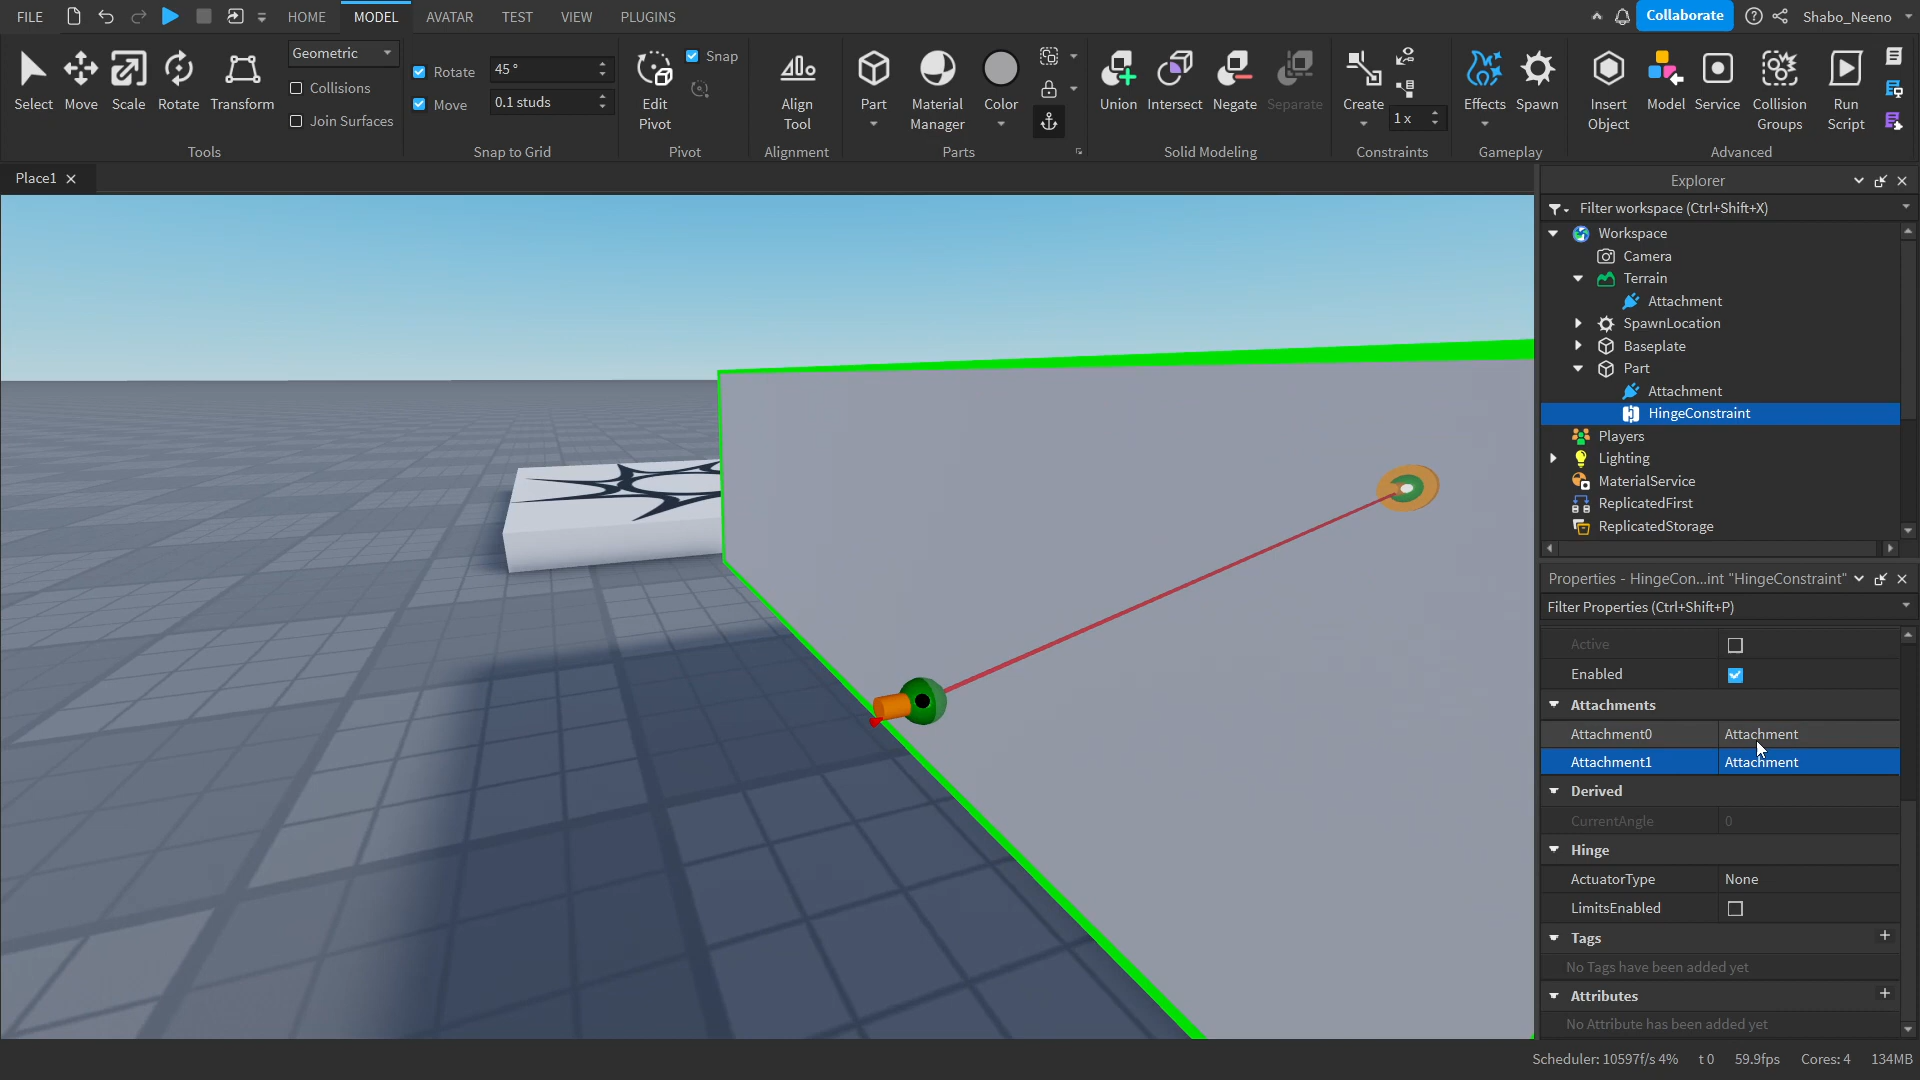 FILE HOME MODEL AVATAR TEST VIEW PLUGINS Collaborate Shabo_Neeno
Select Move Scale Rotate Transform
Geometric
Collisions
Join Surfaces
Tools
Rotate 45 °
Move 0.1 studs
Snap to Grid
Edit
Pivot
Snap
Pivot
Align
Tool
Alignment
Part Material
Manager Color
Parts
Union Intersect Negate Separate
Solid Modeling
Create 1 x
Constraints
Effects Spawn
Gameplay
Insert
Object Model Service Collision
Groups Run
Script
Advanced
Place1
Explorer
Filter workspace (Ctrl+Shift+X)
Workspace
Camera
Terrain
Attachment
SpawnLocation
Baseplate
Part
Attachment
HingeConstraint
Players
Lighting
MaterialService
ReplicatedFirst
ReplicatedStorage
Properties - HingeCon...int "HingeConstraint"
Filter Properties (Ctrl+Shift+P)
Active
Enabled
Attachments
Attachment0 Attachment
Attachment1 Attachment
Derived
CurrentAngle 0
Hinge
ActuatorType None
LimitsEnabled
Tags +
No Tags have been added yet
Attributes +
No Attribute has been added yet
Scheduler: 10597f/s 4% t 0 59.9fps Cores: 4 134MB